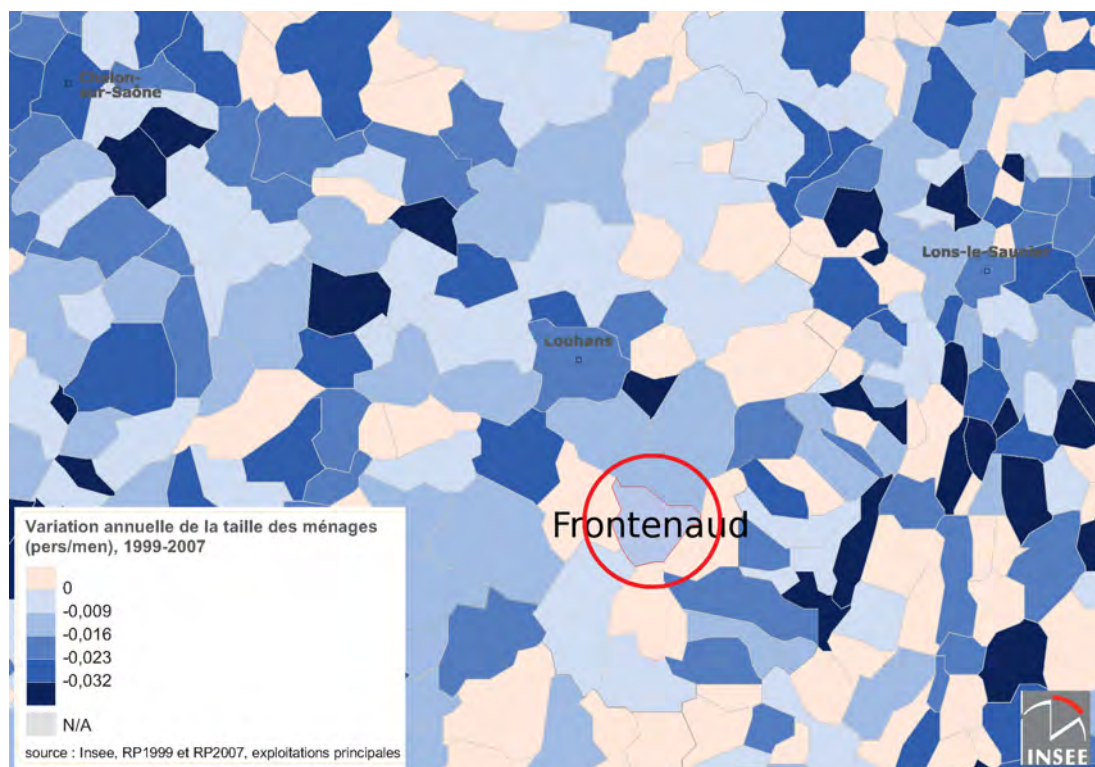 Chalon-
sur-Saône
Lons-le-Saunier
Louhans
Frontenaud
Variation annuelle de la taille des ménages
(pers/men), 1999-2007
0
-0,009
-0,016
-0,023
-0,032
N/A
source : Insee, RP1999 et RP2007, exploitations principales
INSEE